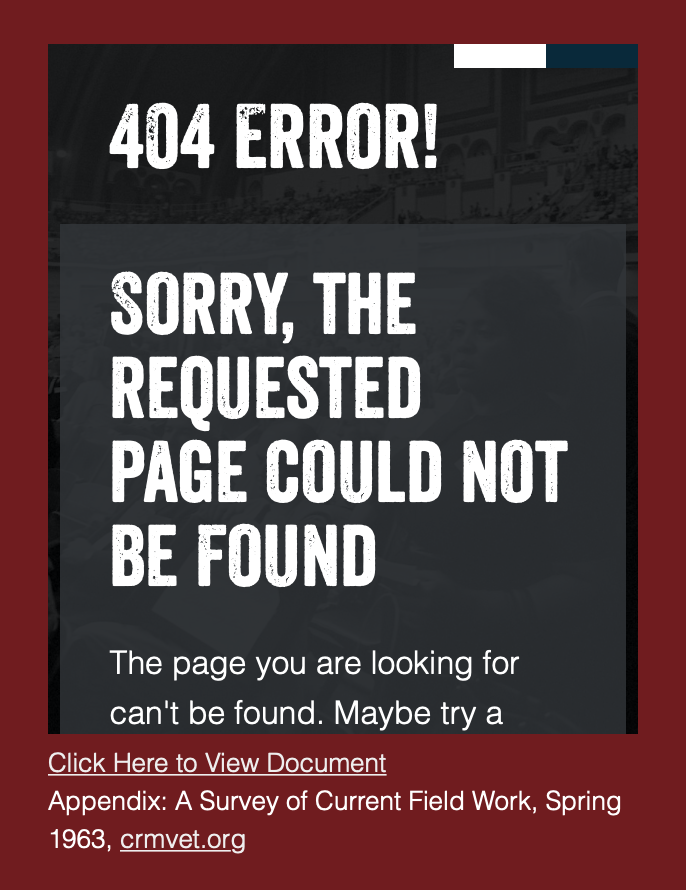 404 ERROR!
SORRY, THE
REQUESTED
PAGE COULD NOT
BE FOUND
The page you are looking for
can't be found. Maybe try a
Click Here to View Document
Appendix: A Survey of Current Field Work, Spring
1963, crmvet.org